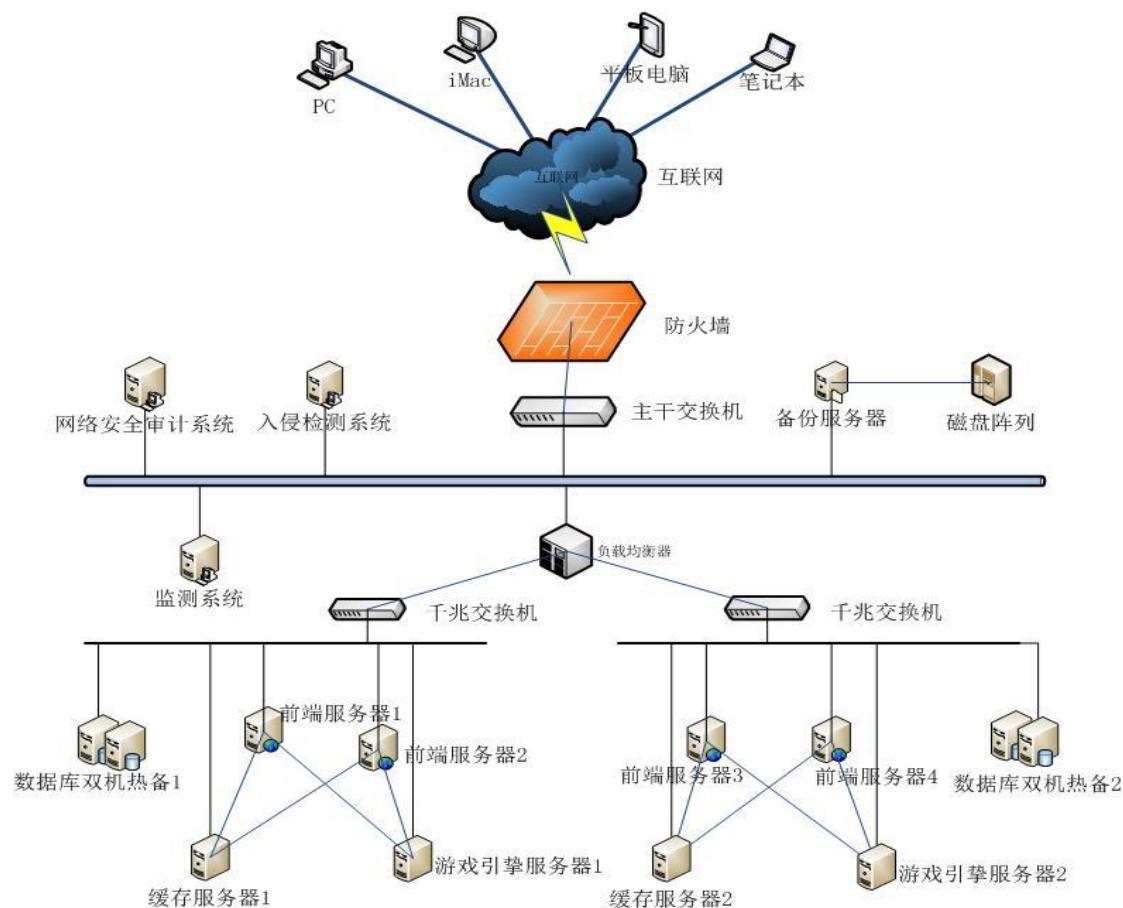 PC
iMac
平板电脑
笔记本
互联网
互联网
防火墙
主干交换机
网络安全审计系统
入侵检测系统
备份服务器
磁盘阵列
负载均衡器
监测系统
千兆交换机
千兆交换机
前端服务器1
前端服务器2
数据库双机热备1
前端服务器3
前端服务器4
数据库双机热备2
缓存服务器1
游戏引挚服务器1
缓存服务器2
游戏引挚服务器2